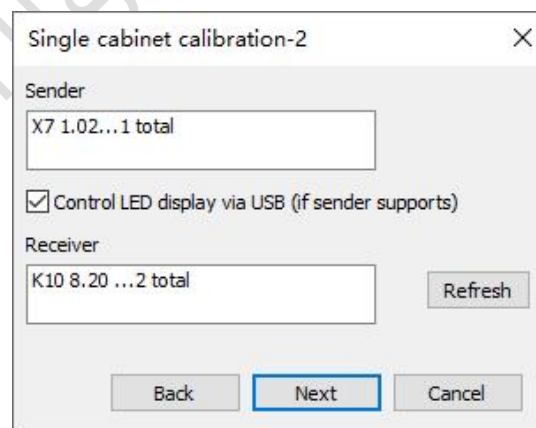 Single cabinet calibration-2
Sender
X7 1.02...1 total
Control LED display via USB (if sender supports)
Receiver
K10 8.20 ...2 total
Refresh
Back Next Cancel